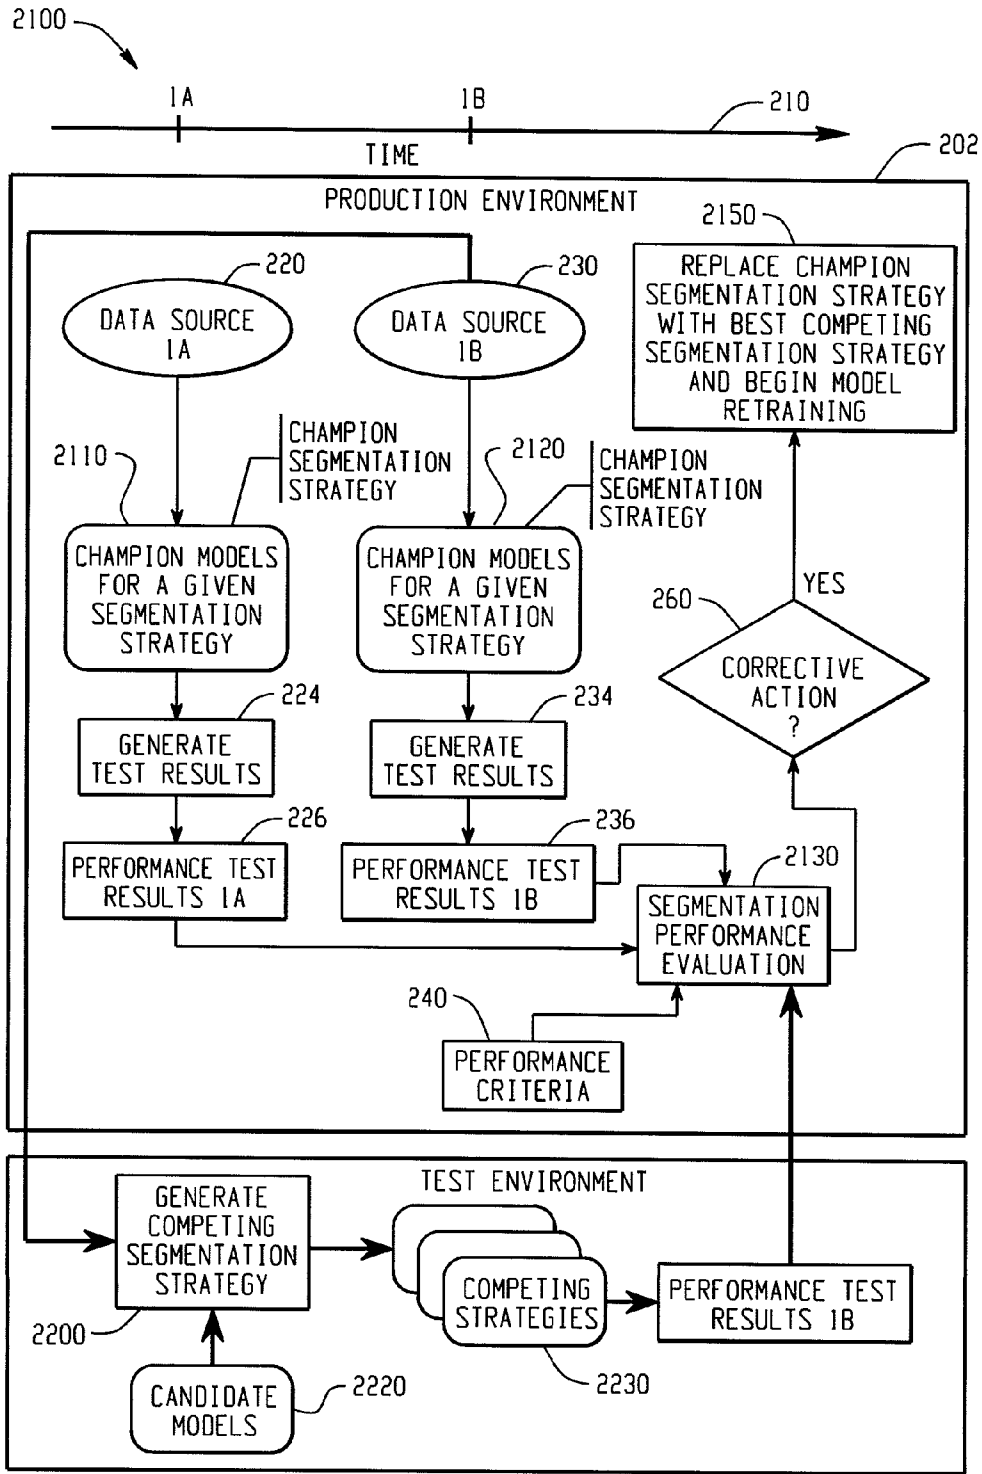 2100
1A
1B
210
TIME
202
PRODUCTION ENVIRONMENT
2150
REPLACE CHAMPION
SEGMENTATION STRATEGY
WITH BEST COMPETING
SEGMENTATION STRATEGY
AND BEGIN MODEL
RETRAINING
220
DATA SOURCE
1A
230
DATA SOURCE
1B
2110
CHAMPION
SEGMENTATION
STRATEGY
2120
CHAMPION
SEGMENTATION
STRATEGY
CHAMPION MODELS
FOR A GIVEN
SEGMENTATION
STRATEGY
CHAMPION MODELS
FOR A GIVEN
SEGMENTATION
STRATEGY
YES
260
CORRECTIVE
ACTION
?
224
GENERATE
TEST RESULTS
234
GENERATE
TEST RESULTS
226
PERFORMANCE TEST
RESULTS 1A
236
PERFORMANCE TEST
RESULTS 1B
2130
SEGMENTATION
PERFORMANCE
EVALUATION
240
PERFORMANCE
CRITERIA
TEST ENVIRONMENT
GENERATE
COMPETING
SEGMENTATION
STRATEGY
2200
COMPETING
STRATEGIES
2230
PERFORMANCE TEST
RESULTS 1B
CANDIDATE
MODELS
2220